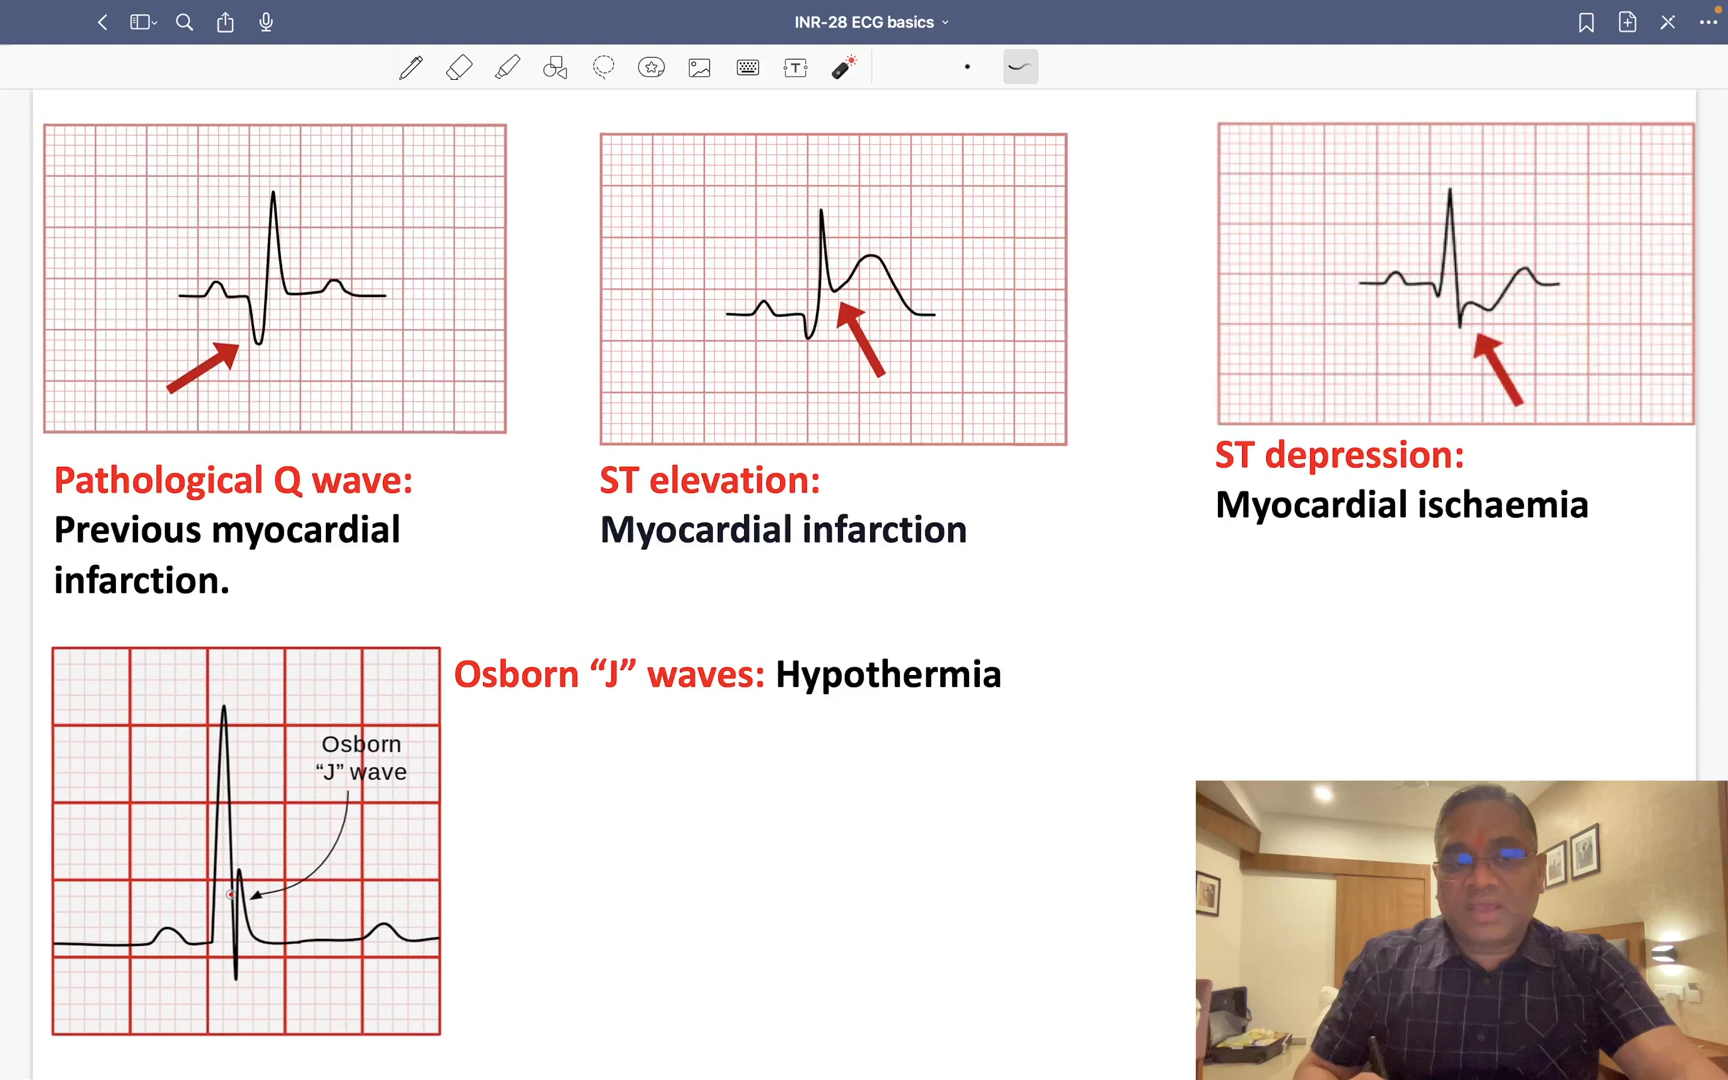 INR-28 ECG basics
T
Pathological Q wave:
Previous myocardial
infarction.
ST elevation:
Myocardial infarction
ST depression:
Myocardial ischaemia
Osborn “J” waves: Hypothermia
Osborn
“J” wave